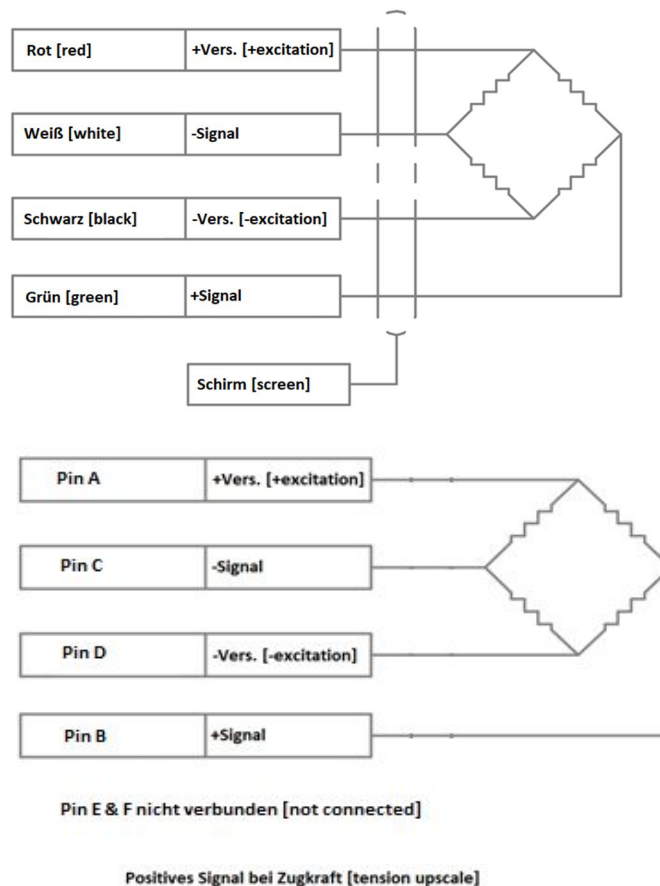 Rot [red] +Vers. [+excitation]
Weiß [white] -Signal
Schwarz [black] -Vers. [-excitation]
Grün [green] +Signal
Schirm [screen]
Pin A +Vers. [+excitation]
Pin C -Signal
Pin D -Vers. [-excitation]
Pin B +Signal
Pin E & F nicht verbunden [not connected]
Positives Signal bei Zugkraft [tension upscale]